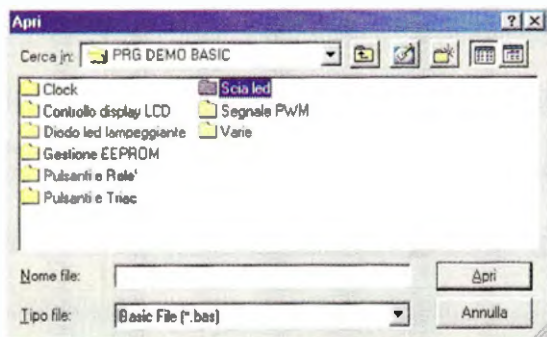 Apri
Cerca in: PRG DEMO BASIC
Clock
Controllo display LCD
Diodo led lampeggiante
Gestione EEPROM
Pulsanti e Rele'
Pulsanti e Triac
Scia led
Segnale PWM
Varie
Nome file:
Apri
Tipo file: Basic File (*.bas)
Annulla